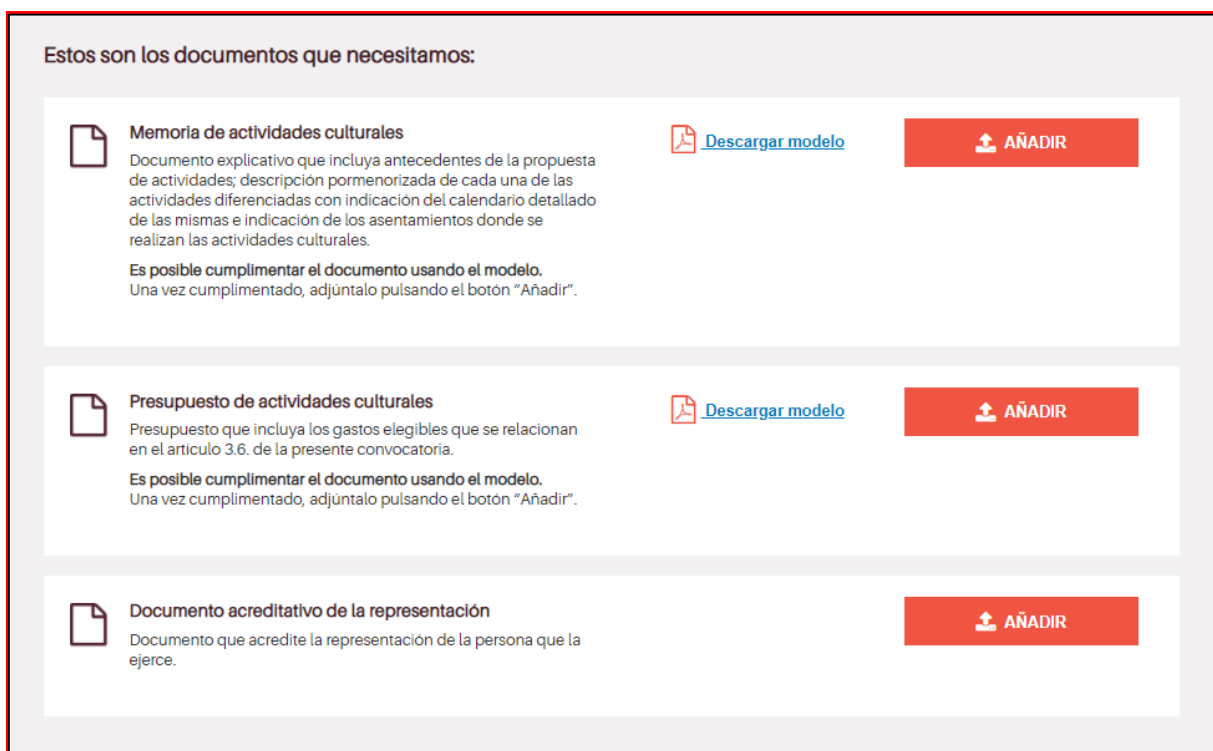 Estos son los documentos que necesitamos:
Memoria de actividades culturales
Documento explicativo que incluya antecedentes de la propuesta
de actividades; descripción pormenorizada de cada una de las
actividades diferenciadas con indicación del calendario detallado
de las mismas e indicación de los asentamientos donde se
realizan las actividades culturales.
Es posible cumplimentar el documento usando el modelo.
Una vez cumplimentado, adjúntalo pulsando el botón “Añadir”.
Descargar modelo
AÑADIR
Presupuesto de actividades culturales
Presupuesto que incluya los gastos elegibles que se relacionan
en el artículo 3.6. de la presente convocatoria.
Es posible cumplimentar el documento usando el modelo.
Una vez cumplimentado, adjúntalo pulsando el botón “Añadir”.
Descargar modelo
AÑADIR
Documento acreditativo de la representación
Documento que acredite la representación de la persona que la
ejerce.
AÑADIR